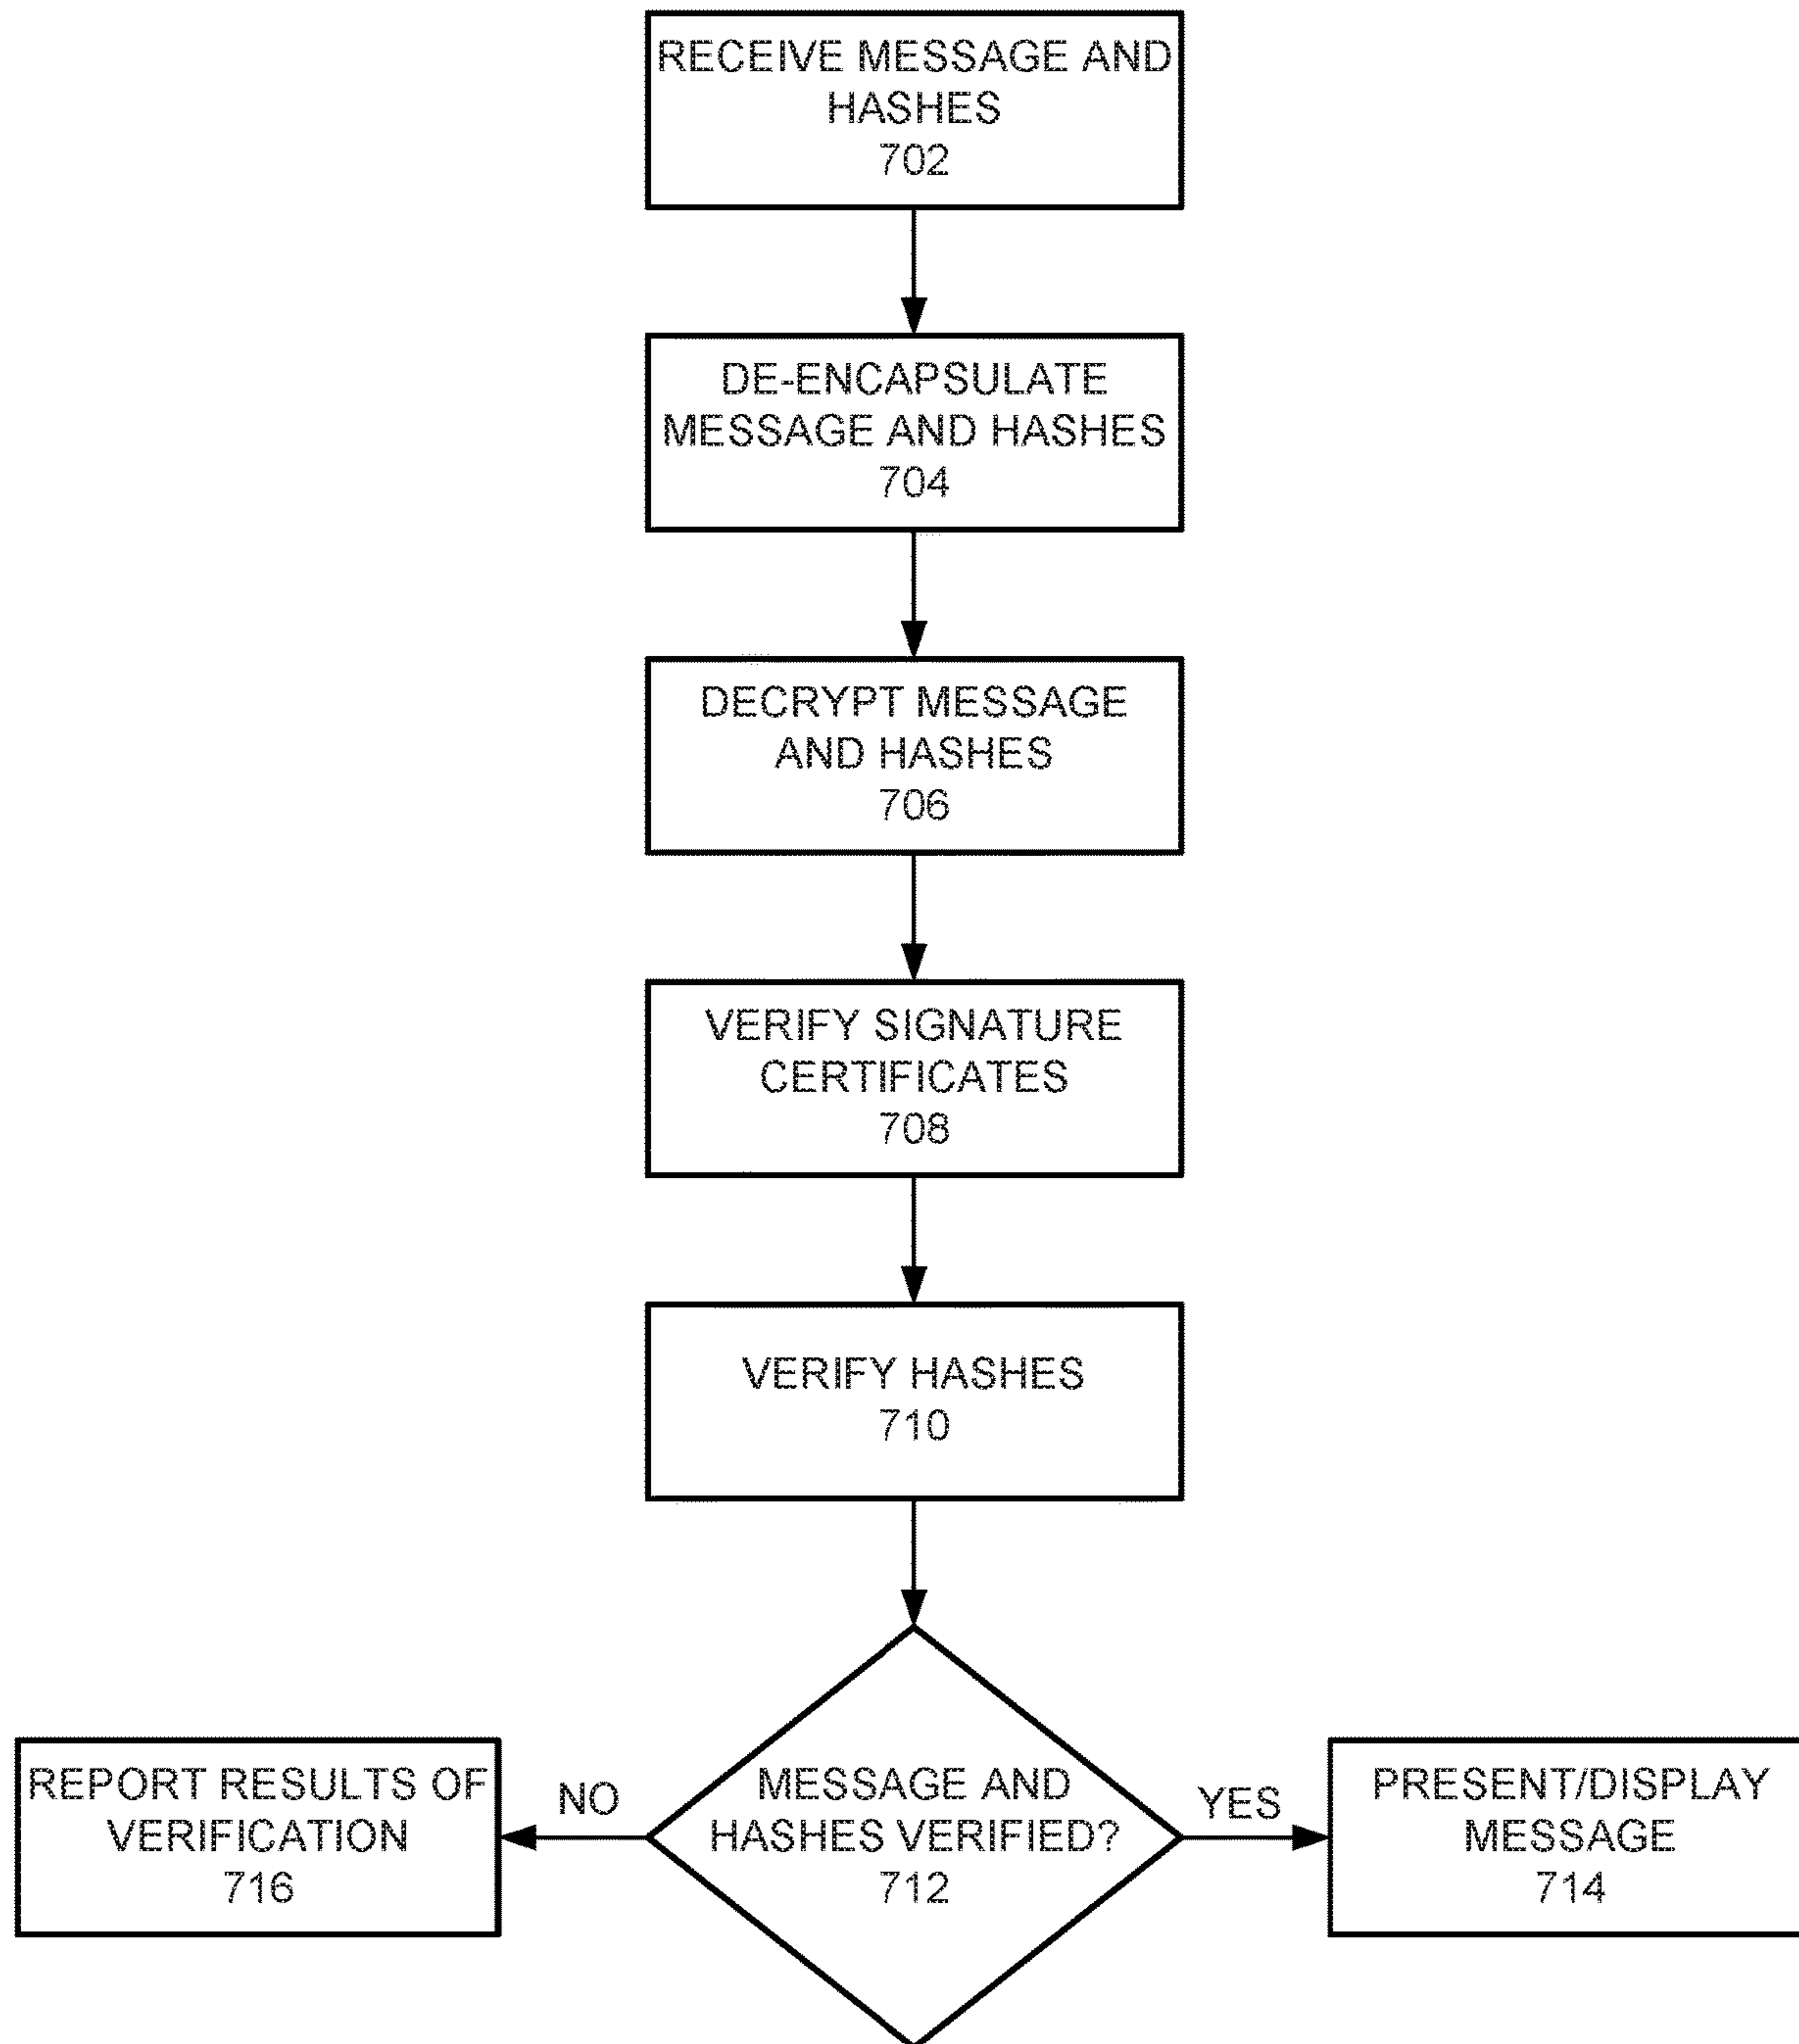 RECEIVE MESSAGE AND
HASHES
702
DE-ENCAPSULATE
MESSAGE AND HASHES
704
DECRYPT MESSAGE
AND HASHES
706
VERIFY SIGNATURE
CERTIFICATES
708
VERIFY HASHES
710
MESSAGE AND
HASHES VERIFIED?
712
NO
REPORT RESULTS OF
VERIFICATION
716
YES
PRESENT/DISPLAY
MESSAGE
714